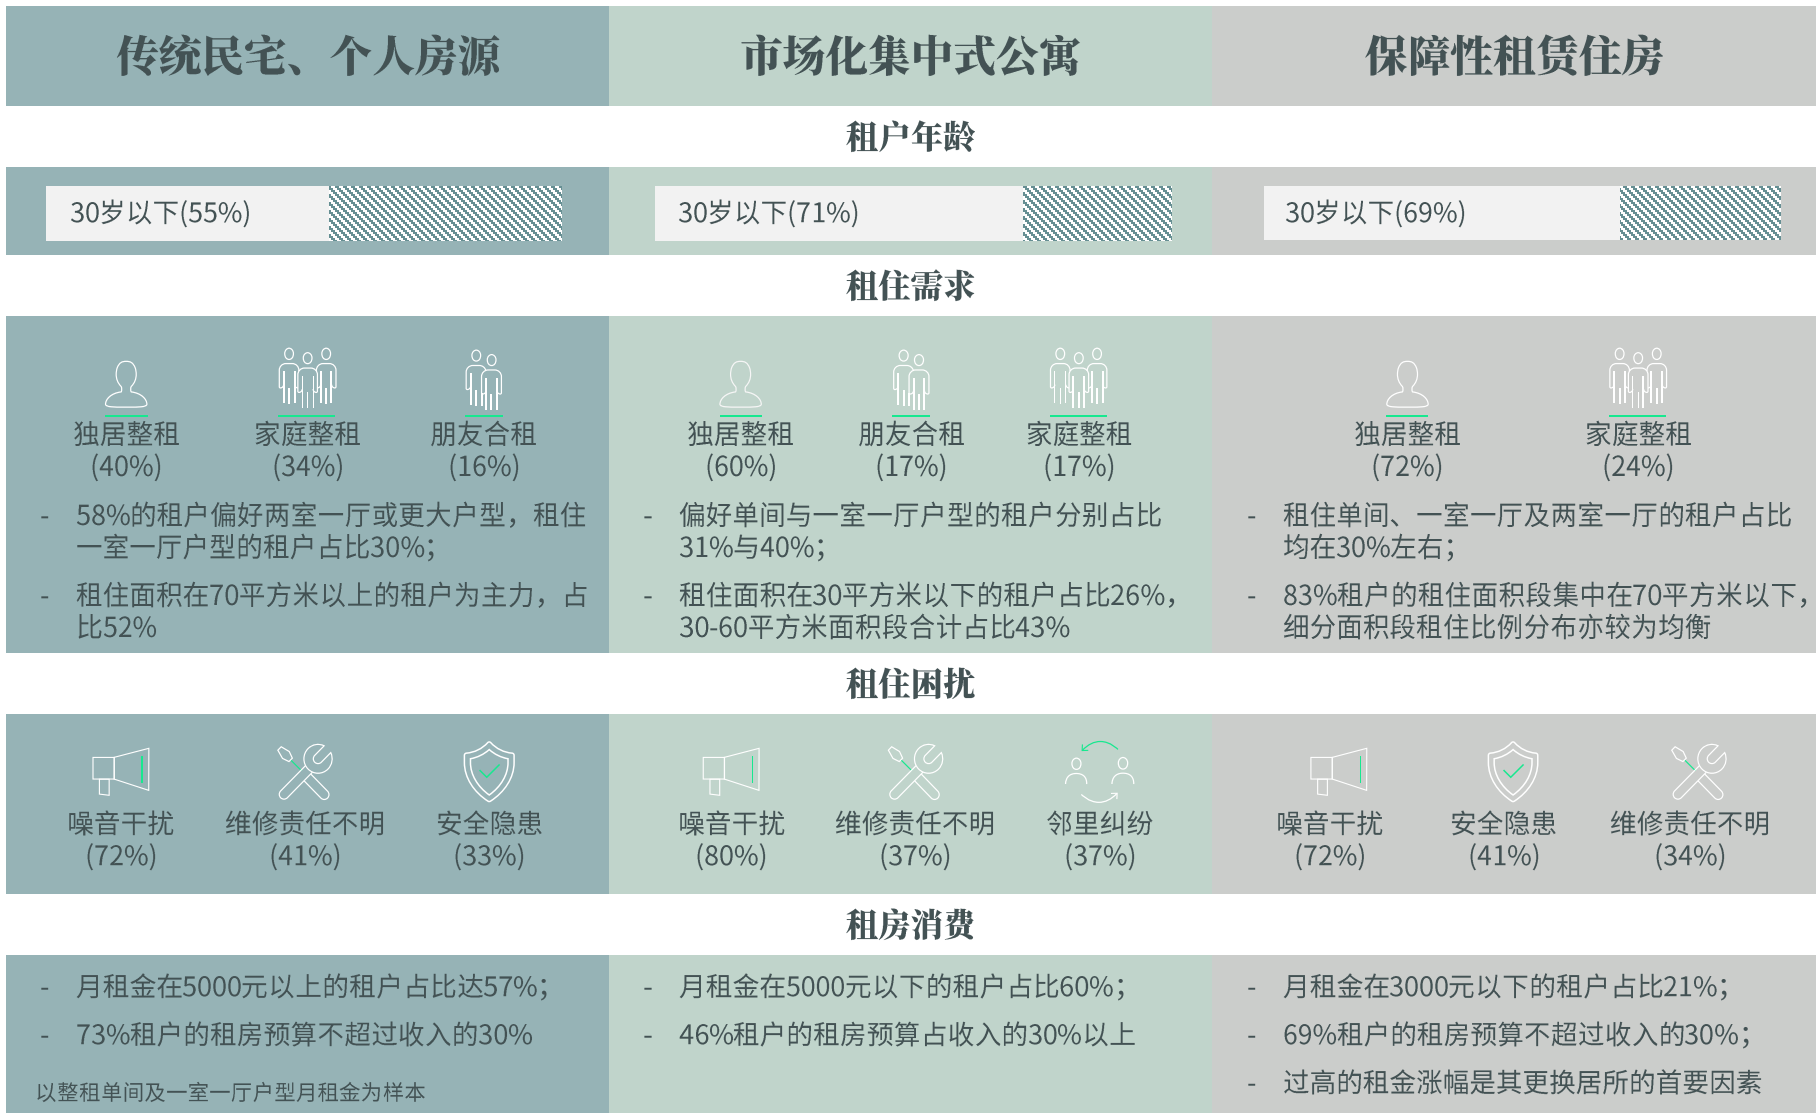 传统民宅、个人房源
市场化集中式公寓
保障性租赁住房
租户年龄
30岁以下(55%)
30岁以下(71%)
30岁以下(69%)
租住需求
独居整租
(40%)
家庭整租
(34%)
朋友合租
(16%)
- 58%的租户偏好两室一厅或更大户型，租住
一室一厅户型的租户占比30%；
- 租住面积在70平方米以上的租户为主力，占
比52%
独居整租
(60%)
朋友合租
(17%)
家庭整租
(17%)
- 偏好单间与一室一厅户型的租户分别占比
31%与40%；
- 租住面积在30平方米以下的租户占比26%，
30-60平方米面积段合计占比43%
独居整租
(72%)
家庭整租
(24%)
- 租住单间、一室一厅及两室一厅的租户占比
均在30%左右；
- 83%租户的租住面积段集中在70平方米以下，
细分面积段租住比例分布亦较为均衡
租住困扰
噪音干扰
(72%)
维修责任不明
(41%)
安全隐患
(33%)
噪音干扰
(80%)
维修责任不明
(37%)
邻里纠纷
(37%)
噪音干扰
(72%)
安全隐患
(41%)
维修责任不明
(34%)
租房消费
- 月租金在5000元以上的租户占比达57%；
- 73%租户的租房预算不超过收入的30%
以整租单间及一室一厅户型月租金为样本
- 月租金在5000元以下的租户占比60%；
- 46%租户的租房预算占收入的30%以上
- 月租金在3000元以下的租户占比21%；
- 69%租户的租房预算不超过收入的30%；
- 过高的租金涨幅是其更换居所的首要因素